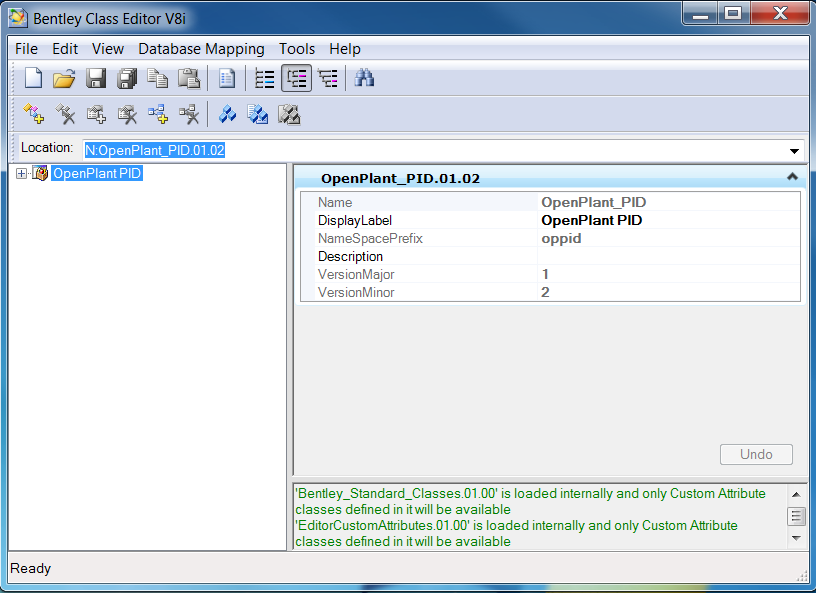 Bentley Class Editor V8i
File Edit View Database Mapping Tools Help
Location: N:OpenPlant_PID.01.02
OpenPlant PID
OpenPlant_PID.01.02
Name OpenPlant_PID
DisplayLabel OpenPlant PID
NameSpacePrefix oppid
Description
VersionMajor 1
VersionMinor 2
Undo
'Bentley_Standard_Classes.01.00' is loaded internally and only Custom Attribute
classes defined in it will be available
'EditorCustomAttributes.01.00' is loaded internally and only Custom Attribute
classes defined in it will be available
Ready